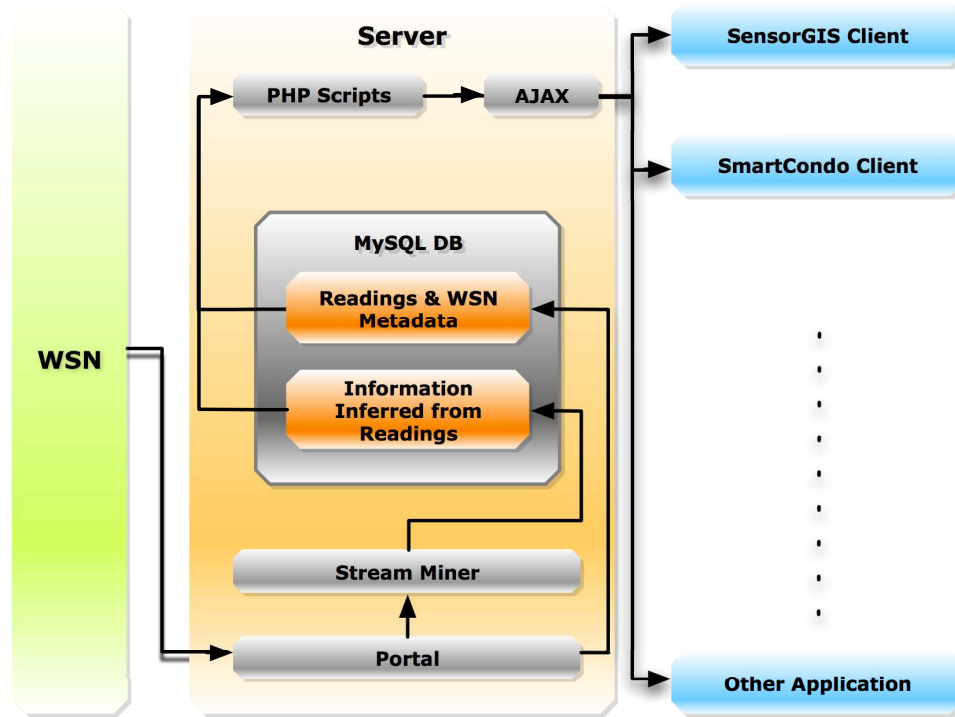 Server
SensorGIS Client
PHP Scripts
AJAX
SmartCondo Client
MySQL DB
Readings & WSN
Metadata
WSN
Information
Inferred from
Readings
Stream Miner
Portal
Other Application